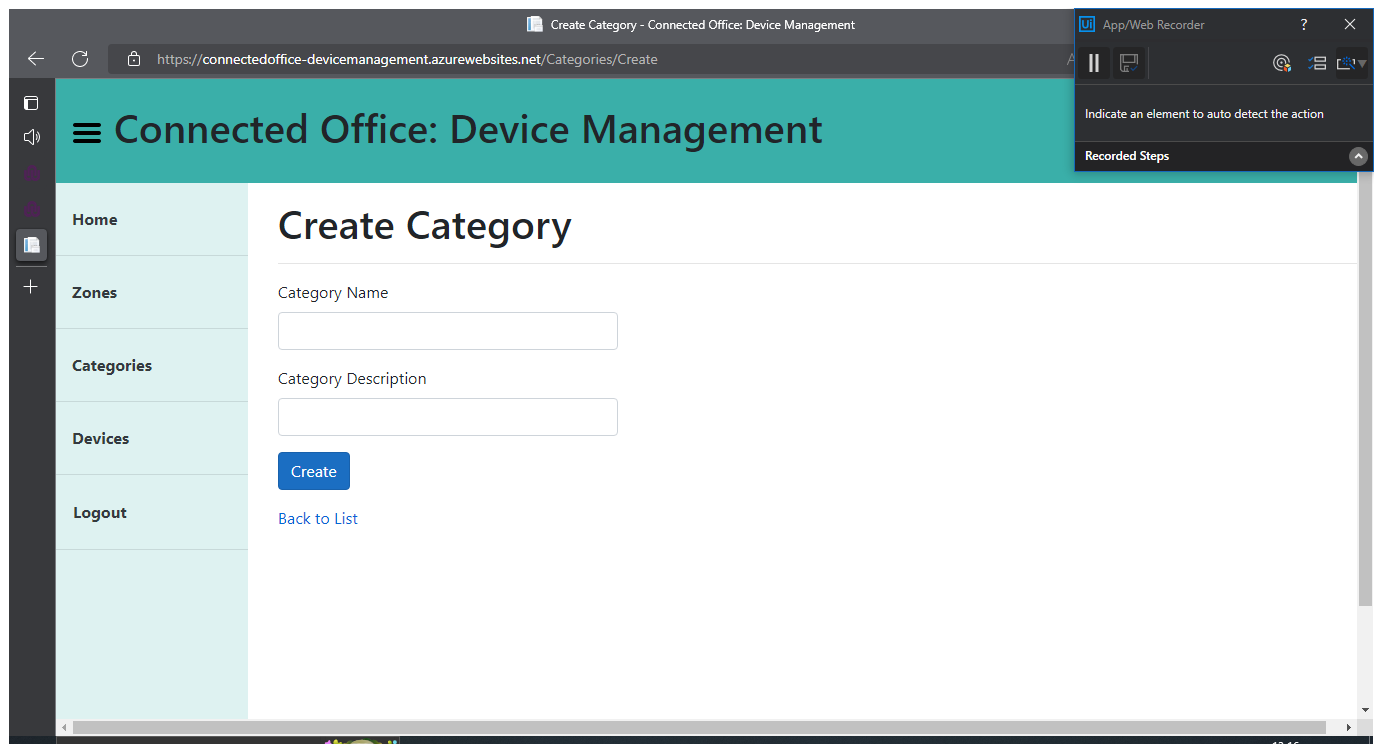 Create Category - Connected Office: Device Management
Ui App/Web Recorder ?
https://connectedoffice-devicemanagement.azurewebsites.net/Categories/Create
Indicate an element to auto detect the action
Recorded Steps
Connected Office: Device Management
Home
Zones
Categories
Devices
Logout
Create Category
Category Name
Category Description
Create
Back to List